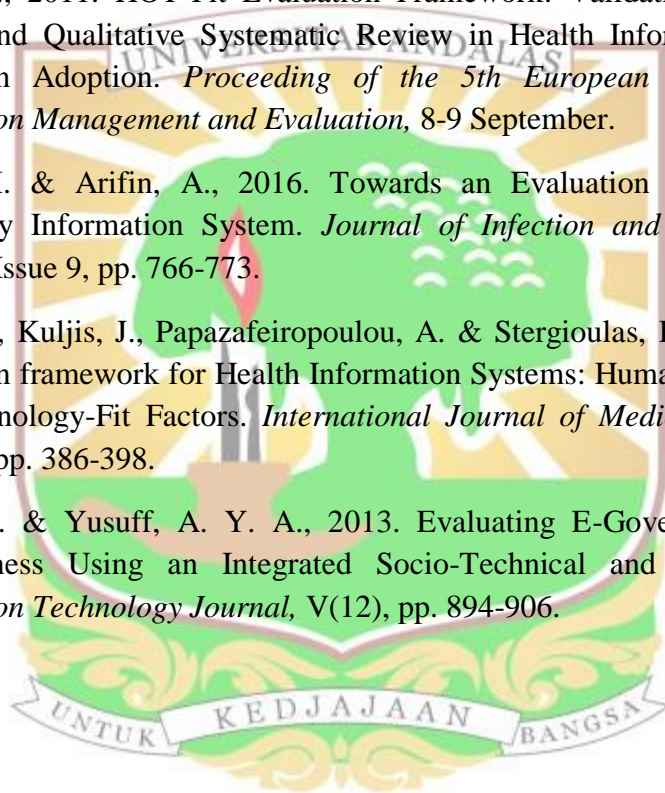 2011. HOT Fit Evaluation Framework: Validat
nd Qualitative Systematic Review in Health Infor
UNIVERSITAS ANDALAS
n Adoption. Proceeding of the 5th European
on Management and Evaluation, 8-9 September.
. & Arifin, A., 2016. Towards an Evaluation
y Information System. Journal of Infection and
Issue 9, pp. 766-773.
, Kuljis, J., Papazafeiropoulou, A. & Stergioulas,
n framework for Health Information Systems: Huma
nology-Fit Factors. International Journal of Medi
pp. 386-398.
. & Yusuff, A. Y. A., 2013. Evaluating E-Gove
ness Using an Integrated Socio-Technical and
on Technology Journal, V(12), pp. 894-906.
UNTUK KEDJAJAAN BANGSA